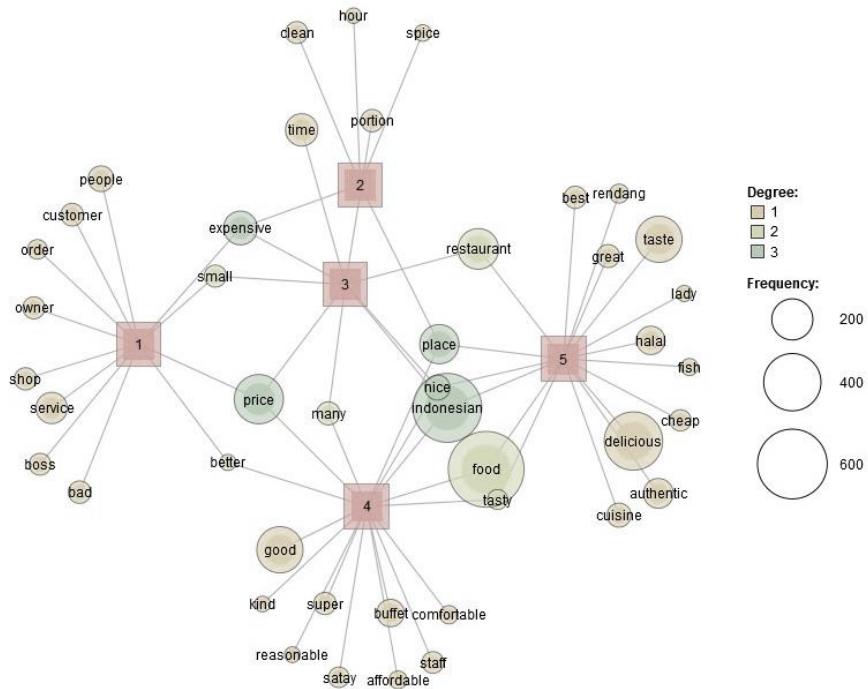 hour
clean
spice
portion
time
2
people
best
rendang
Degree:
1
customer
expensive
taste
2
order
restaurant
great
3
small
3
Frequency:
lady
owner
200
1
place
halal
5
fish
shop
nice
400
service
price
indonesian
many
cheap
delicious
boss
better
food
600
bad
tasty
authentic
4
cuisine
good
kind
super
buffet
comfortable
reasonable
staff
satay
affordable